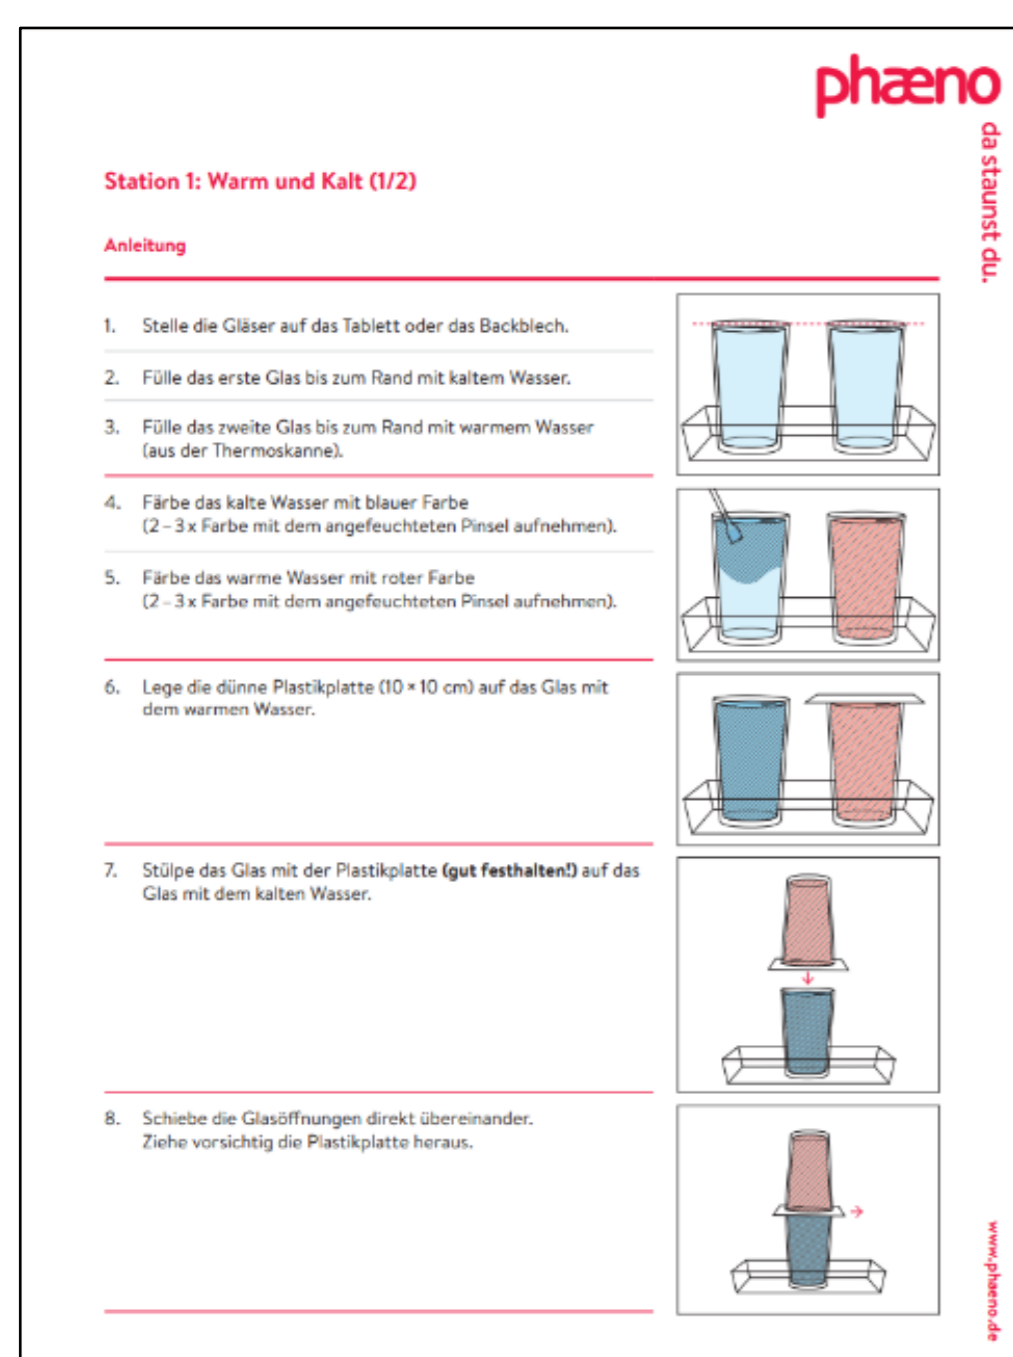 phæno
da staunst du.
Station 1: Warm und Kalt (1/2)
Anleitung
1. Stelle die Gläser auf das Tablett oder das Backblech.
2. Fülle das erste Glas bis zum Rand mit kaltem Wasser.
3. Fülle das zweite Glas bis zum Rand mit warmem Wasser
(aus der Thermoskanne).
4. Färbe das kalte Wasser mit blauer Farbe
(2 – 3 x Farbe mit dem angefeuchteten Pinsel aufnehmen).
5. Färbe das warme Wasser mit roter Farbe
(2 – 3 x Farbe mit dem angefeuchteten Pinsel aufnehmen).
6. Lege die dünne Plastikplatte (10 × 10 cm) auf das Glas mit
dem warmen Wasser.
7. Stülpe das Glas mit der Plastikplatte (gut festhalten!) auf das
Glas mit dem kalten Wasser.
8. Schiebe die Glasöffnungen direkt übereinander.
Ziehe vorsichtig die Plastikplatte heraus.
www.phaeno.de